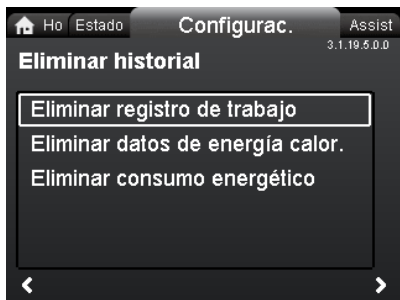 Ho Estado Configurac. Assist
3.1.19.5.0.0
Eliminar historial
Eliminar registro de trabajo
Eliminar datos de energía calor.
Eliminar consumo energético